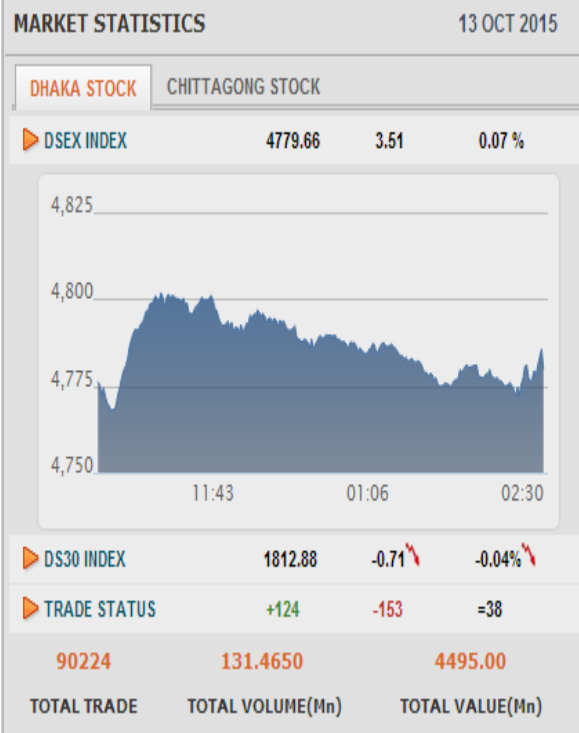 MARKET STATISTICS 13 OCT 2015
DHAKA STOCK CHITTAGONG STOCK
DSEX INDEX 4779.66 3.51 0.07 %
4,825
4,800
4,775
4,750
11:43 01:06 02:30
DS30 INDEX 1812.88 -0.71 -0.04%
TRADE STATUS +124 -153 =38
90224 131.4650 4495.00
TOTAL TRADE TOTAL VOLUME(Mn) TOTAL VALUE(Mn)